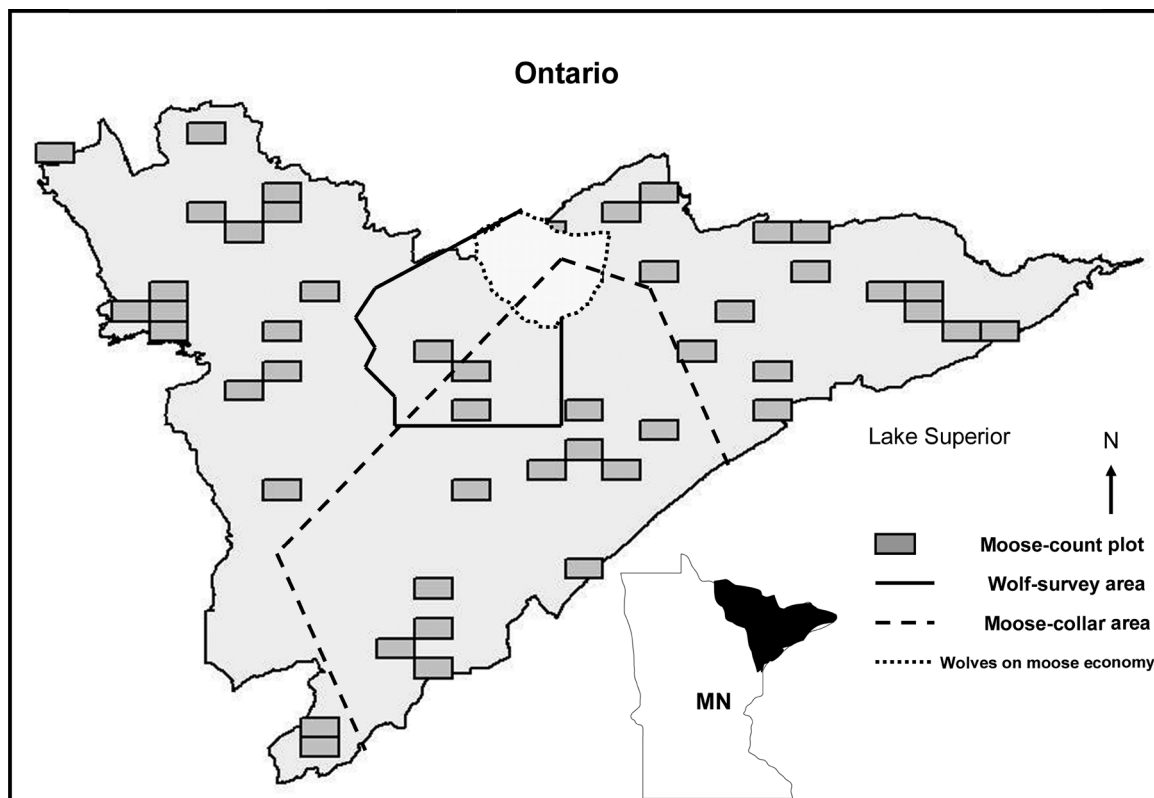 Ontario
Lake Superior
N
Moose-count plot
Wolf-survey area
Moose-collar area
Wolves on moose economy
MN